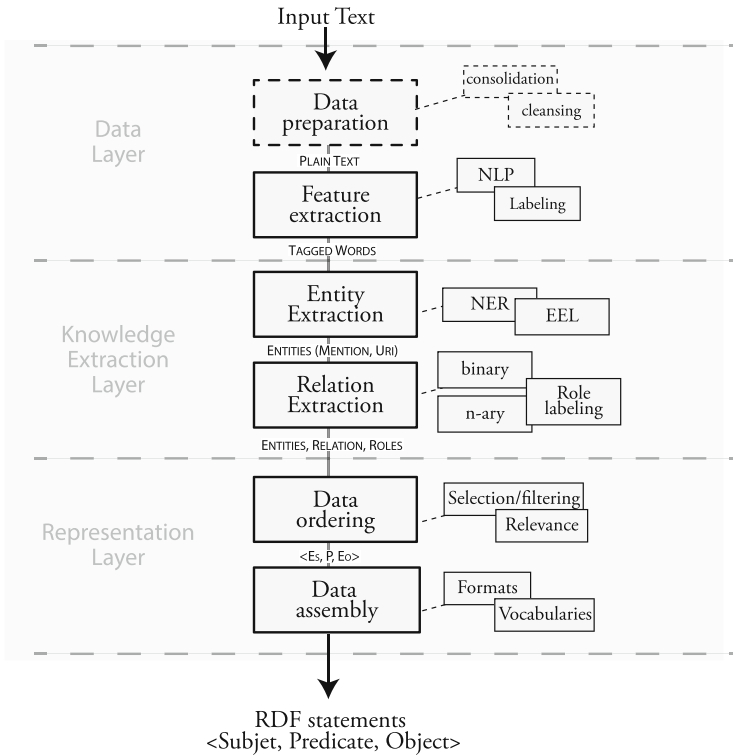 Input Text
Data
preparation
consolidation
cleansing
Data
Layer
PLAIN TEXT
Feature
extraction
NLP
Labeling
TAGGED WORDS
Entity
Extraction
NER
EEL
Knowledge
Extraction
Layer
ENTITIES (MENTION, URI)
Relation
Extraction
binary
n-ary
Role
labeling
ENTITIES, RELATION, ROLES
Data
ordering
Selection/filtering
Relevance
Representation
Layer
<ES, P, EO>
Data
assembly
Formats
Vocabularies
RDF statements
<Subjet, Predicate, Object>